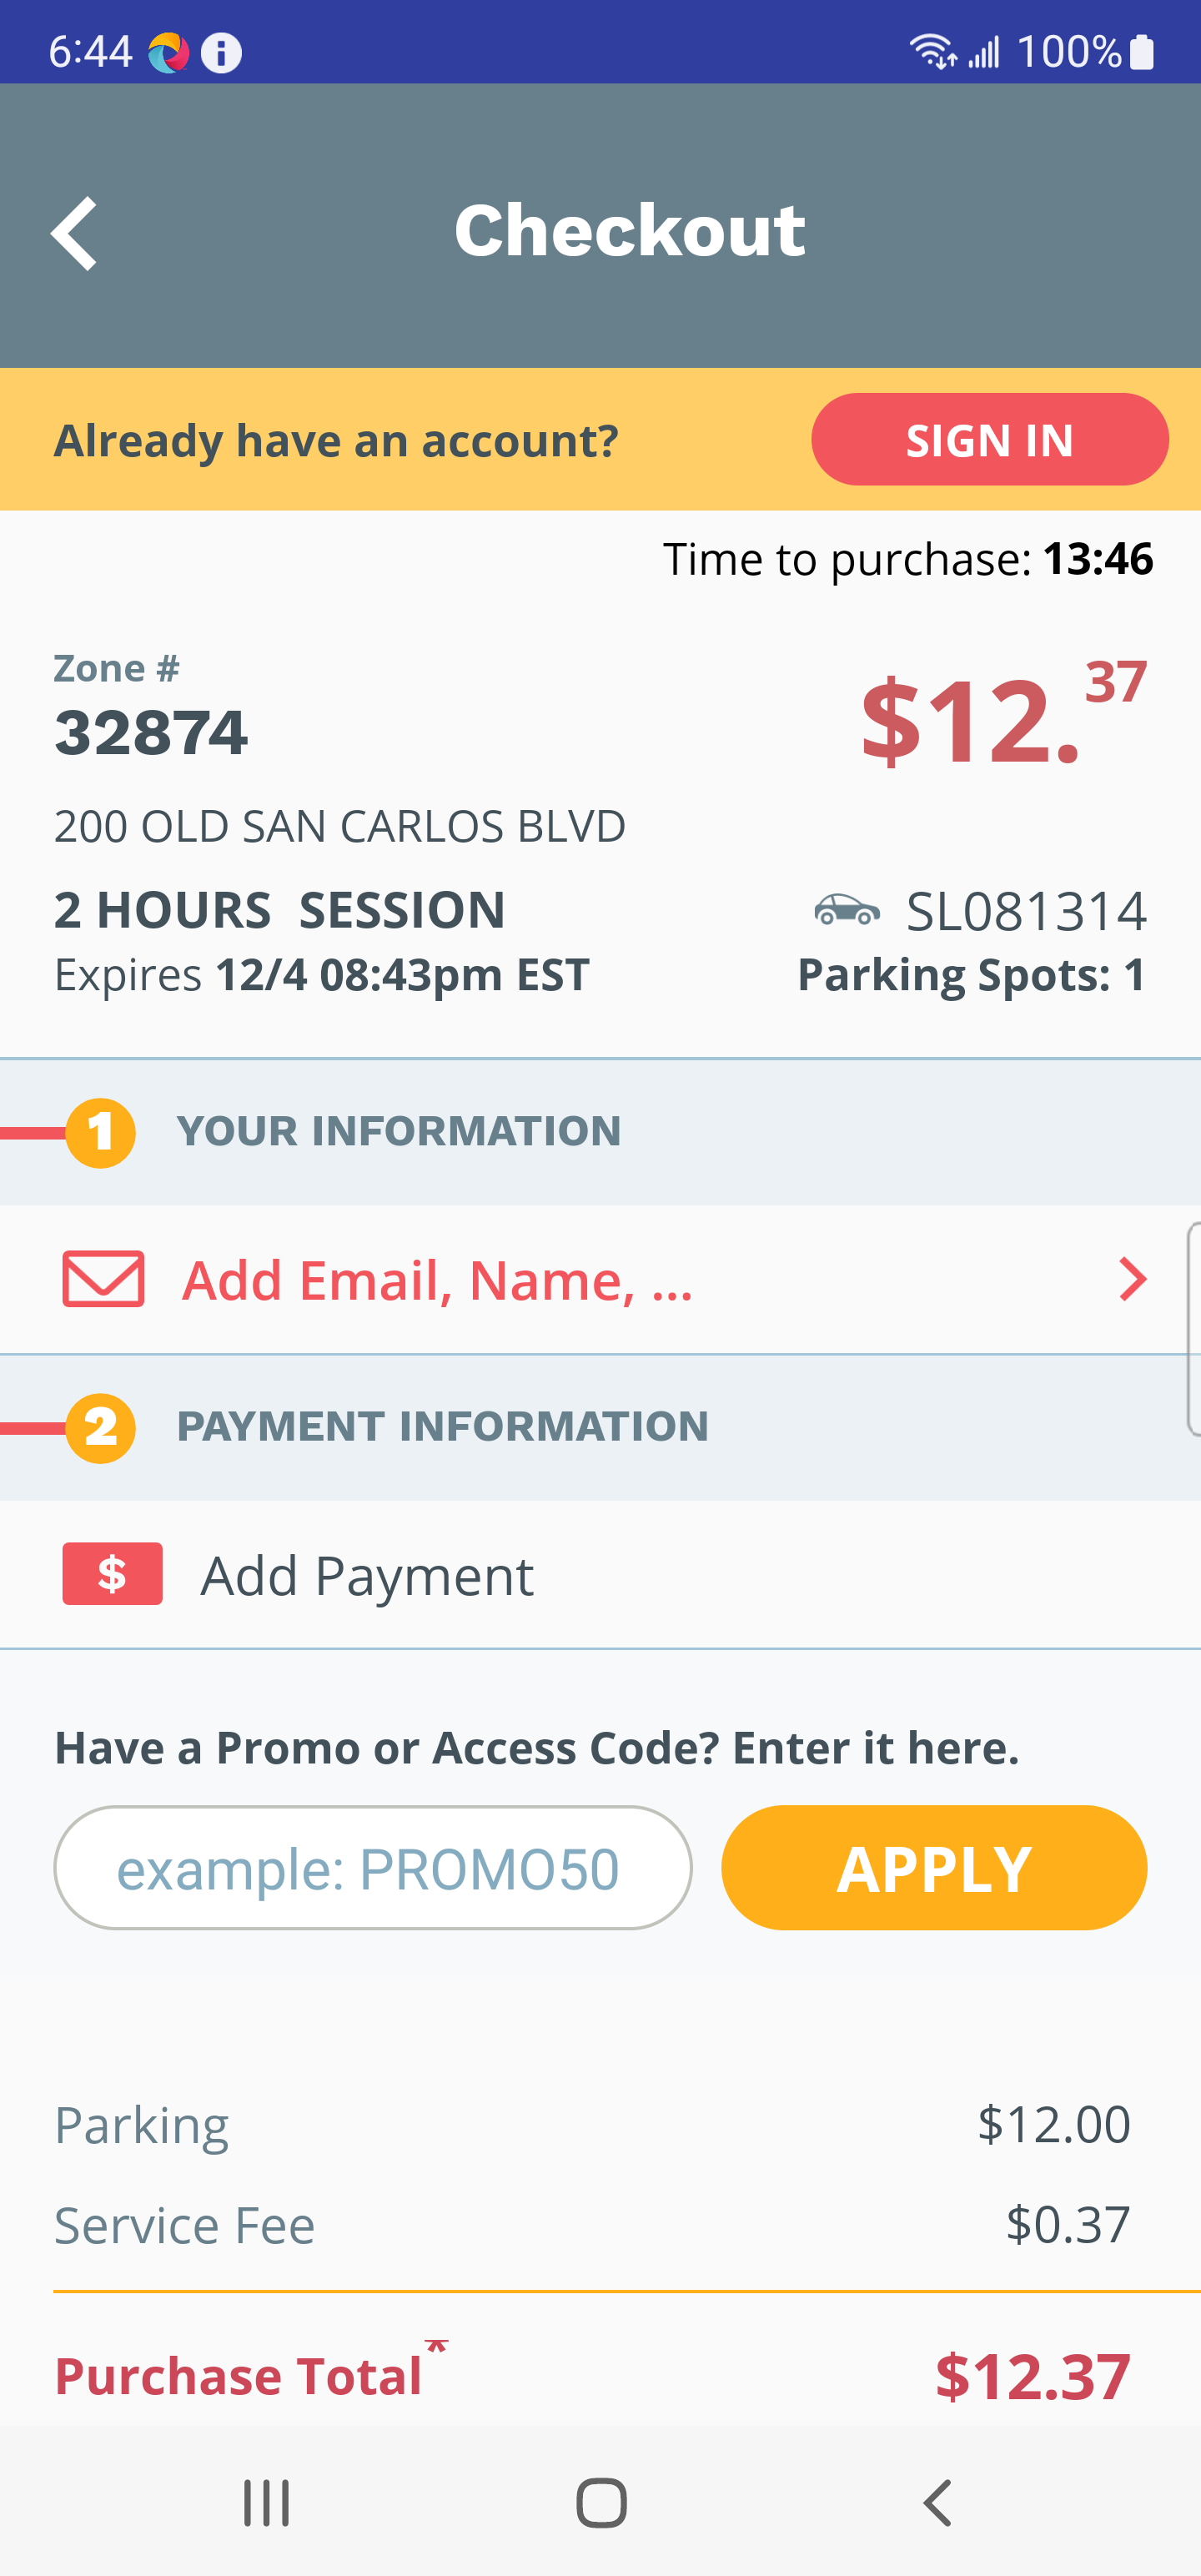 6:44 100%
Checkout
Already have an account? SIGN IN
Time to purchase: 13:46
Zone #
32874
$12.37
200 OLD SAN CARLOS BLVD
2 HOURS  SESSION
SL081314
Expires 12/4 08:43pm EST
Parking Spots: 1
1 YOUR INFORMATION
Add Email, Name, ...
2 PAYMENT INFORMATION
$ Add Payment
Have a Promo or Access Code? Enter it here.
example: PROMO50 APPLY
Parking $12.00
Service Fee $0.37
Purchase Total* $12.37